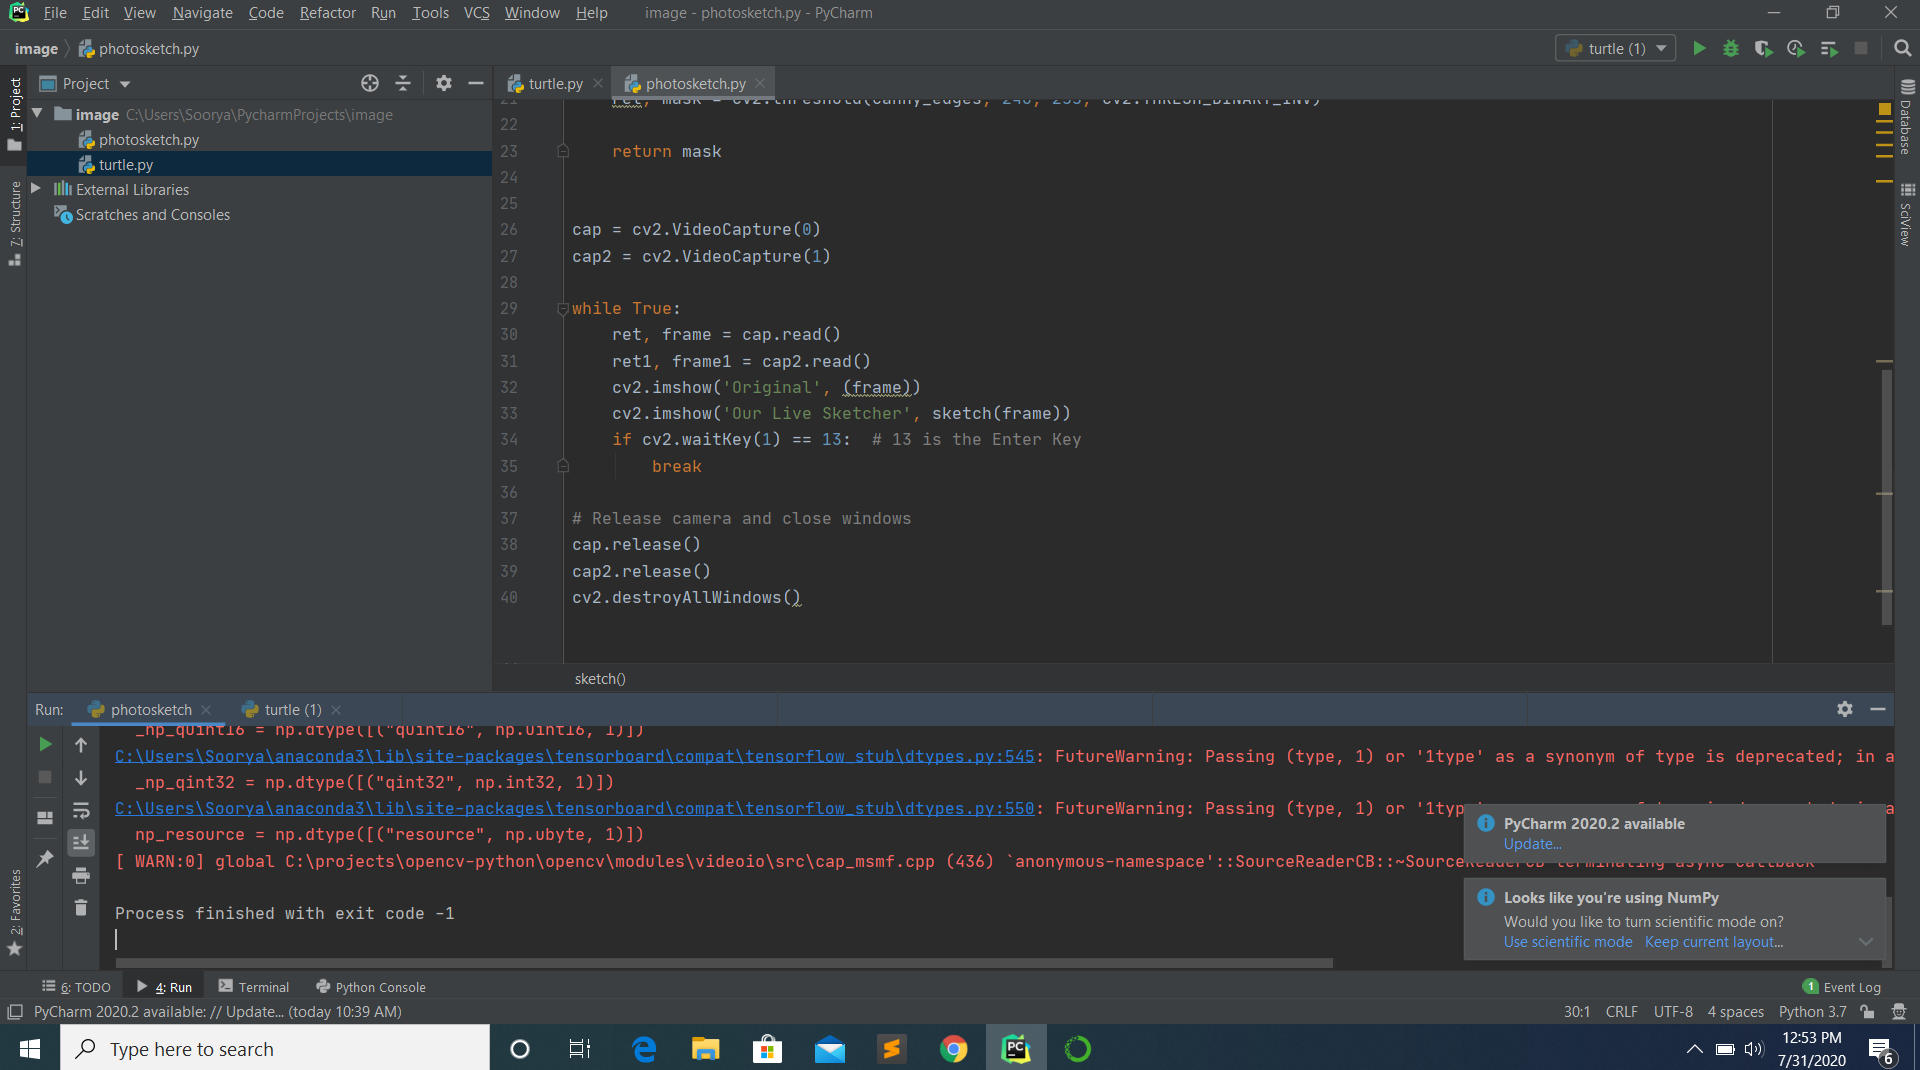 File Edit View Navigate Code Refactor Run Tools VCS Window Help image - photosketch.py - PyCharm
image photosketch.py
turtle (1)
1: Project
7: Structure
2: Favorites
Project
image C:\Users\Soorya\PycharmProjects\image
photosketch.py
turtle.py
External Libraries
Scratches and Consoles
turtle.py photosketch.py
21 ret, mask = cv2.threshold(canny_edges, 240, 255, cv2.THRESH_BINARY_INV)
22
23 return mask
24
25
26 cap = cv2.VideoCapture(0)
27 cap2 = cv2.VideoCapture(1)
28
29 while True:
30 ret, frame = cap.read()
31 ret1, frame1 = cap2.read()
32 cv2.imshow('Original', (frame))
33 cv2.imshow('Our Live Sketcher', sketch(frame))
34 if cv2.waitKey(1) == 13: # 13 is the Enter Key
35 break
36
37 # Release camera and close windows
38 cap.release()
39 cap2.release()
40 cv2.destroyAllWindows()
sketch()
Database
SciView
Run: photosketch turtle (1)
_np_quint16 = np.dtype([("quint16", np.uint16, 1)])
C:\Users\Soorya\anaconda3\lib\site-packages\tensorboard\compat\tensorflow_stub\dtypes.py:545: FutureWarning: Passing (type, 1) or '1type' as a synonym of type is deprecated; in a
_np_qint32 = np.dtype([("qint32", np.int32, 1)])
C:\Users\Soorya\anaconda3\lib\site-packages\tensorboard\compat\tensorflow_stub\dtypes.py:550: FutureWarning: Passing (type, 1) or '1type'
np_resource = np.dtype([("resource", np.ubyte, 1)])
[ WARN:0] global C:\projects\opencv-python\opencv\modules\videoio\src\cap_msmf.cpp (436) `anonymous-namespace'::SourceReaderCB::~SourceReaderCB terminating async callback
Process finished with exit code -1
PyCharm 2020.2 available
Update...
Looks like you're using NumPy
Would you like to turn scientific mode on?
Use scientific mode Keep current layout...
6: TODO 4: Run Terminal Python Console
1 Event Log
PyCharm 2020.2 available: // Update... (today 10:39 AM)
30:1 CRLF UTF-8 4 spaces Python 3.7
Type here to search
12:53 PM
7/31/2020
6